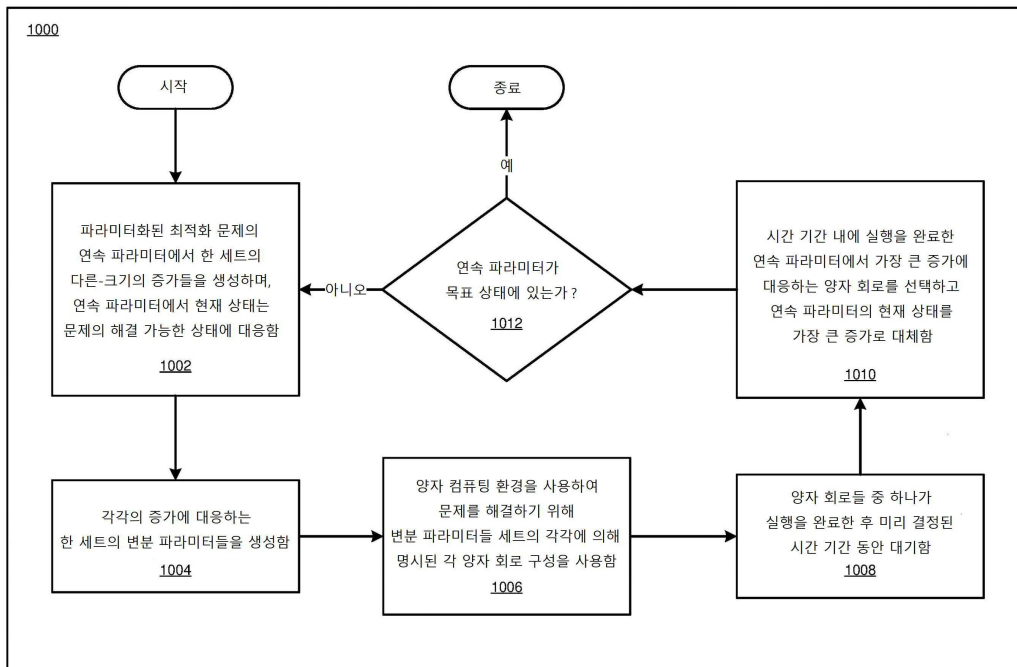 1000
시작
종료
예
파라미터화된 최적화 문제의
연속 파라미터에서 한 세트의
다른-크기의 증가들을 생성하며,
연속 파라미터에서 현재 상태는
문제의 해결 가능한 상태에 대응함
1002
아니오
연속 파라미터가
목표 상태에 있는가?
1012
시간 기간 내에 실행을 완료한
연속 파라미터에서 가장 큰 증가에
대응하는 양자 회로를 선택하고
연속 파라미터의 현재 상태를
가장 큰 증가로 대체함
1010
각각의 증가에 대응하는
한 세트의 변분 파라미터들을 생성함
1004
양자 컴퓨팅 환경을 사용하여
문제를 해결하기 위해
변분 파라미터들 세트의 각각에 의해
명시된 각 양자 회로 구성을 사용함
1006
양자 회로들 중 하나가
실행을 완료한 후 미리 결정된
시간 기간 동안 대기함
1008